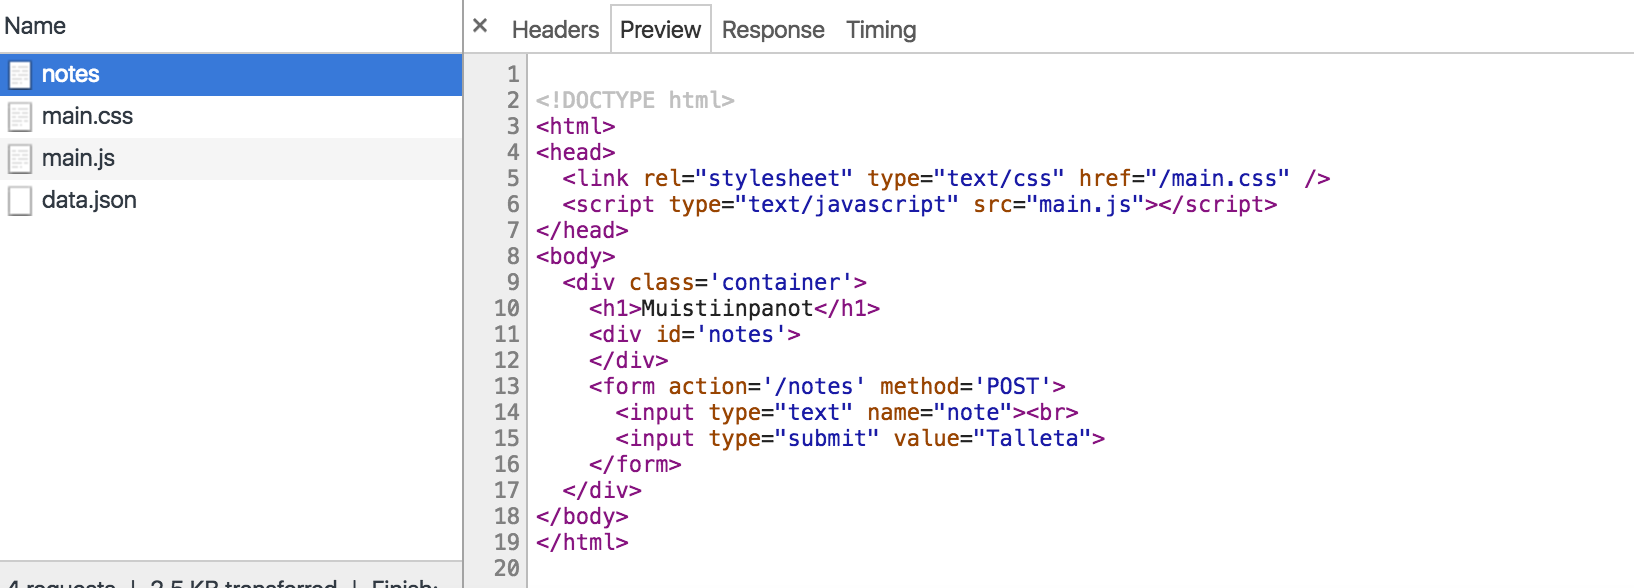 Name
notes
main.css
main.js
data.json
4 requests | 2.5 KB transferred | Finish:
× Headers Preview Response Timing
1
2 <!DOCTYPE html>
3 <html>
4 <head>
5   <link rel="stylesheet" type="text/css" href="/main.css" />
6   <script type="text/javascript" src="main.js"></script>
7 </head>
8 <body>
9   <div class='container'>
10     <h1>Muistiinpanot</h1>
11     <div id='notes'>
12     </div>
13     <form action='/notes' method='POST'>
14       <input type="text" name="note"><br>
15       <input type="submit" value="Talleta">
16     </form>
17   </div>
18 </body>
19 </html>
20